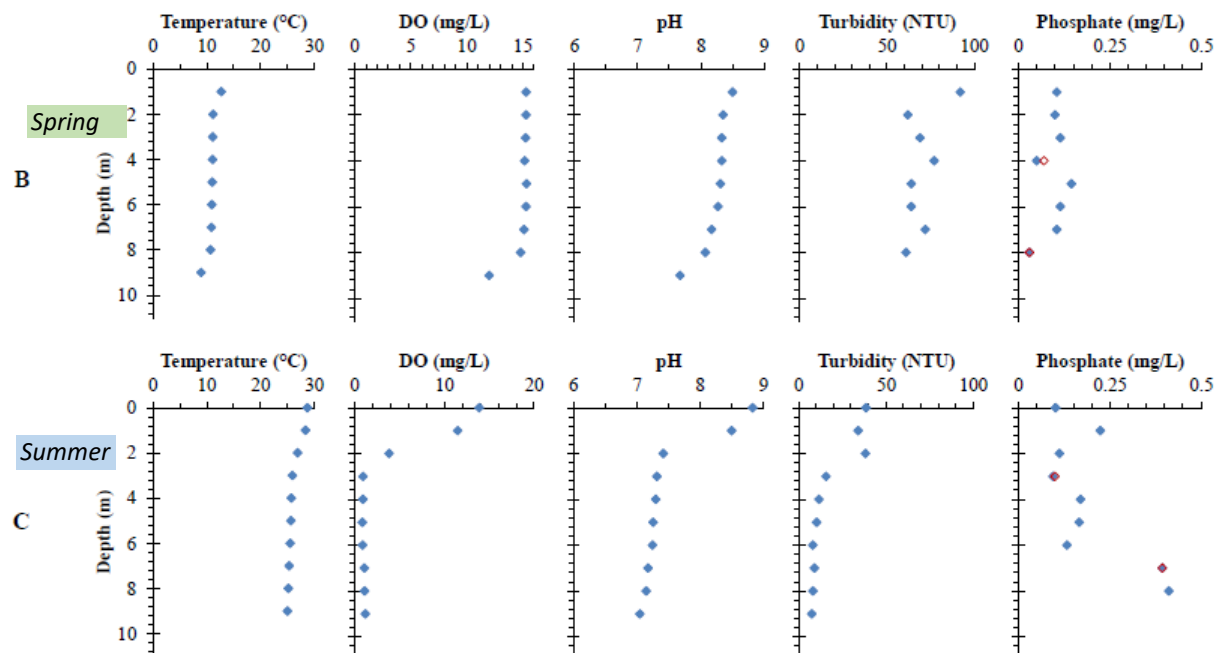 Temperature (°C) DO (mg/L) pH Turbidity (NTU) Phosphate (mg/L)
0 10 20 30 0 5 10 15 6 7 8 9 0 50 100 0 0.25 0.5
0
Spring
2
4
B
Depth (m)
6
8
10
Temperature (°C) DO (mg/L) pH Turbidity (NTU) Phosphate (mg/L)
0 10 20 30 0 10 20 6 7 8 9 0 50 100 0 0.25 0.5
0
Summer
2
4
C
Depth (m)
6
8
10